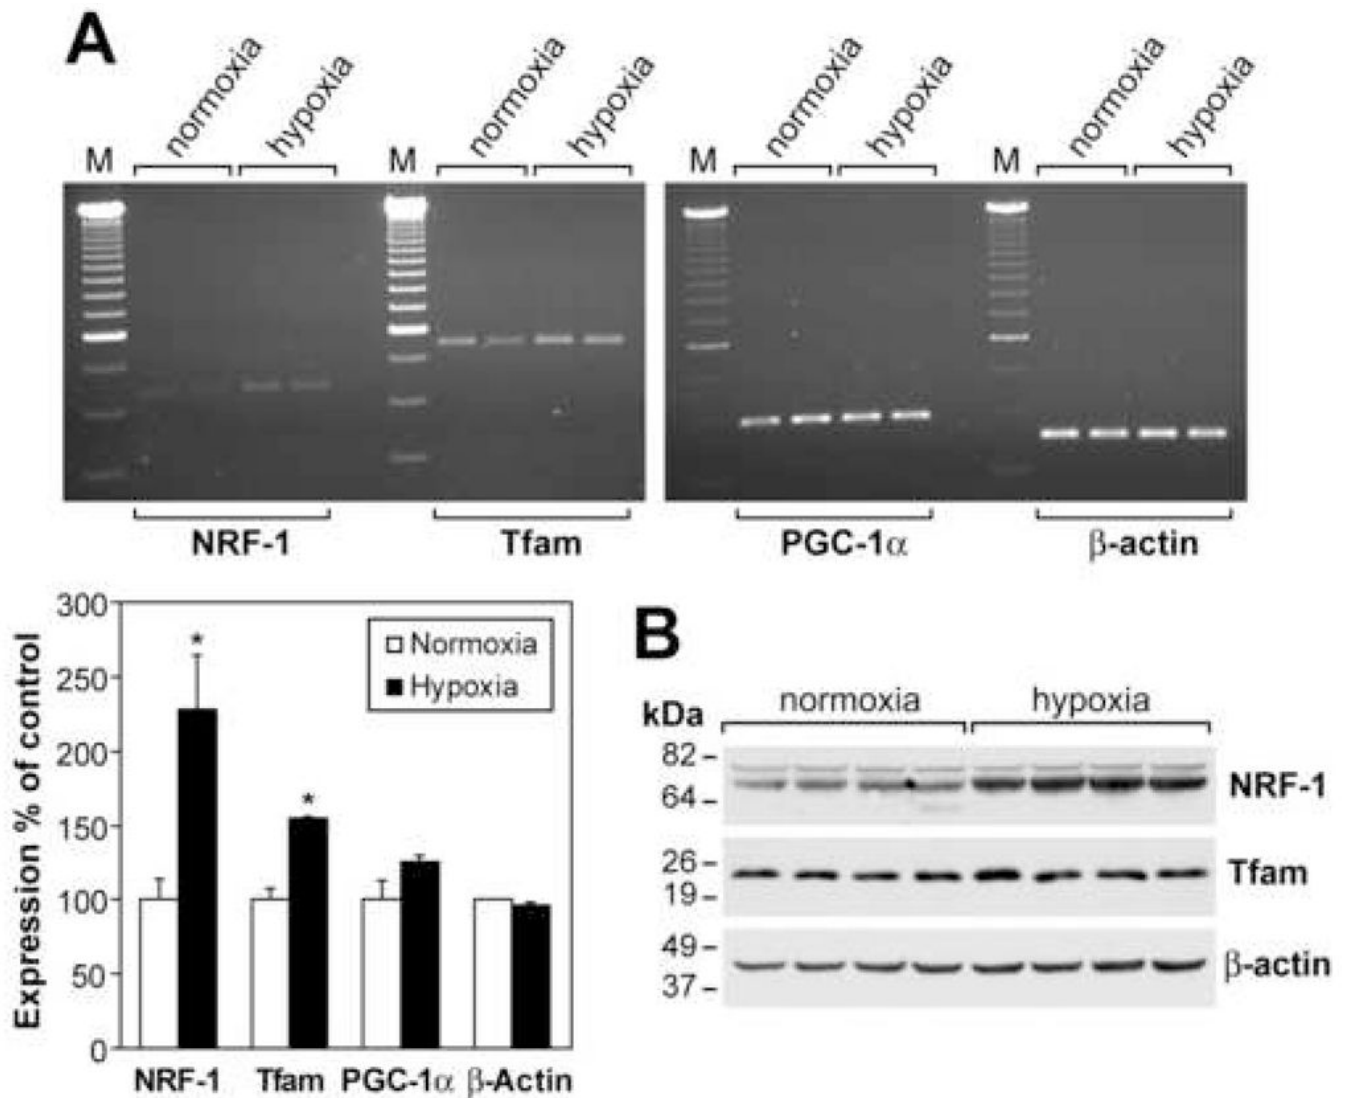 A
normoxia hypoxia normoxia hypoxia normoxia hypoxia normoxia hypoxia
M M M M
NRF-1 Tfam PGC-1α β-actin
300
250
200
150
100
50
0
Expression % of control
* *
Normoxia
Hypoxia
NRF-1 Tfam PGC-1α β-Actin
B
kDa normoxia hypoxia
82
64
NRF-1
26
19
Tfam
49
37
β-actin